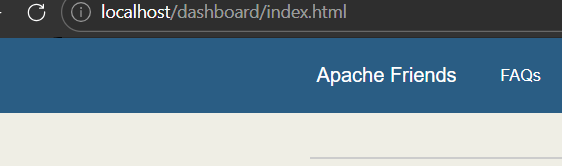 localhost/dashboard/index.html
Apache Friends FAQs